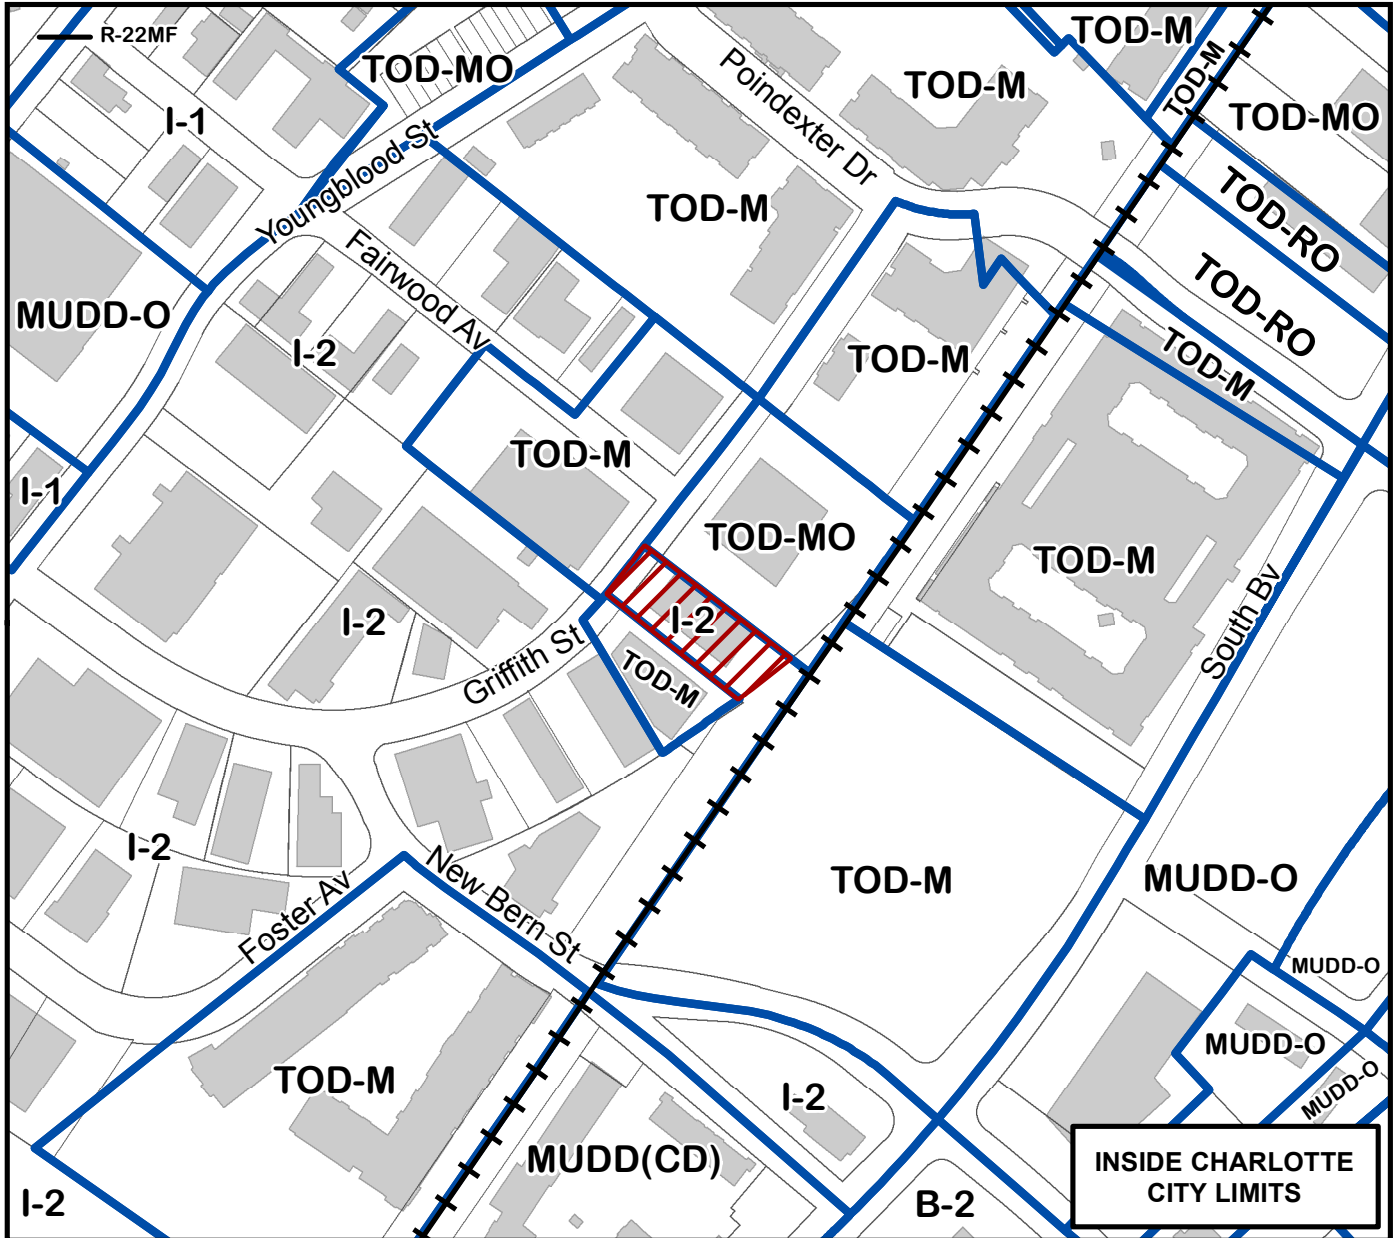 R-22MF
TOD-M
TOD-MO
TOD-M
TOD-M
TOD-MO
I-1
Poindexter Dr
Youngblood St
TOD-M
TOD-RO
TOD-RO
Fairwood Av
MUDD-O
I-2
TOD-M
TOD-M
TOD-M
I-1
TOD-MO
TOD-M
I-2
I-2
South Bv
Griffith St
TOD-M
I-2
New Bern St
TOD-M
MUDD-O
Foster Av
MUDD-O
MUDD-O
TOD-M
I-2
MUDD-O
MUDD(CD)
INSIDE CHARLOTTE
CITY LIMITS
I-2
B-2